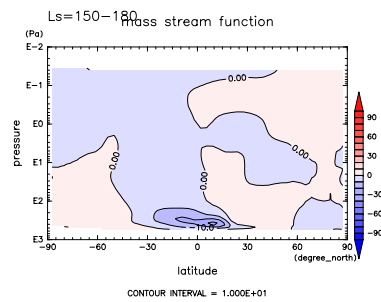 Ls=150-180
mass stream function
(Pa)
E-2
E-1
E0
E1
E2
E3
pressure
0.00
0.00
0.00
0.00
-10.0
-90 -60 -30 0 30 60 90
(degree_north)
latitude
90
60
30
10
0
-10
-30
-60
-90
CONTOUR INTERVAL = 1.000E+01